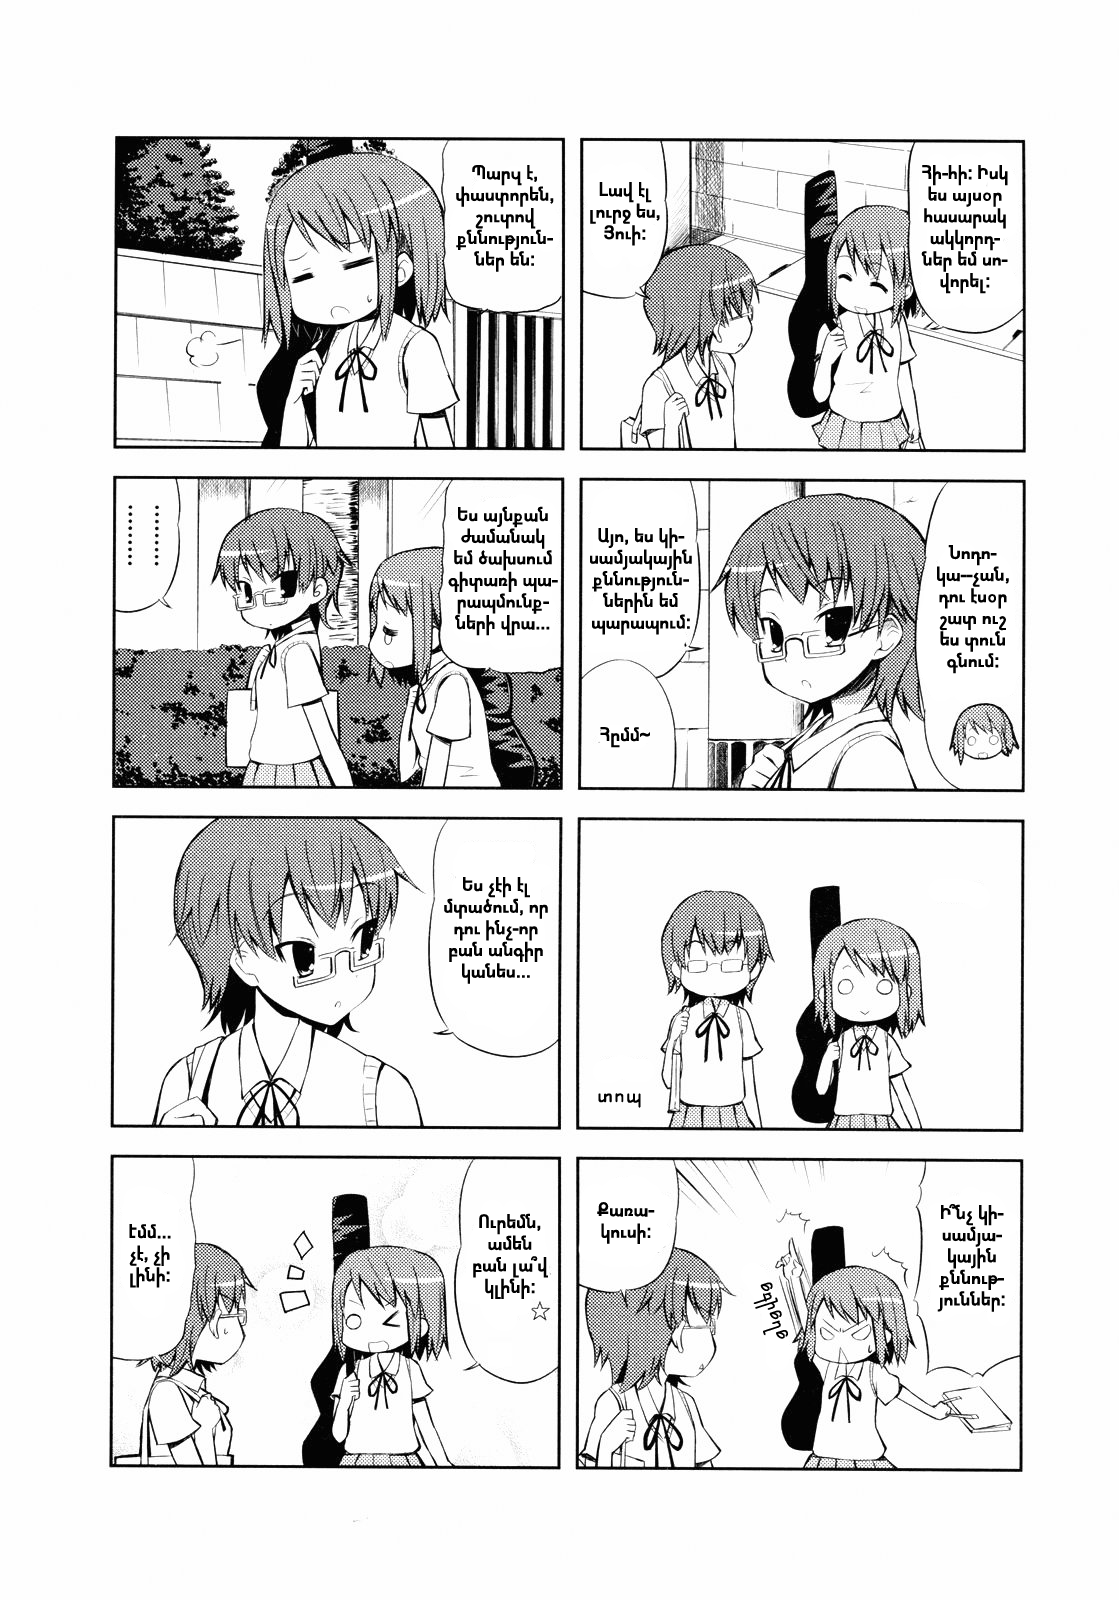 Հի-հի: Իսկ
ես այսօր
հասարակ
ակկորդ-
ներ եմ սո-
վորել:
Լավ էլ
լուրջ ես,
Յուի:
Նոդո-
կա---չան,
դու էսօր
շատ ուշ
ես տուն
գնում:
Այո, ես կի-
սամյակային
քննություն-
ներին եմ
պարապում:
Հըմմ~
տոպ
Ի՞նչ կի-
սամյա-
կային
քննութ-
յուններ:
Քառա-
կուսի:
Պարզ է,
փաստորեն,
շուտով
քննություն-
ներ են:
Ես այնքան
ժամանակ
եմ ծախսում
գիտառի պա-
րապմունք-
ների վրա...
Ես չէի էլ
մտածում, որ
դու ինչ-որ
բան անգիր
կանես...
Ուրեմն,
ամեն
բան լա՞վ
կլինի:
Էմմ...
չէ, չի
լինի: